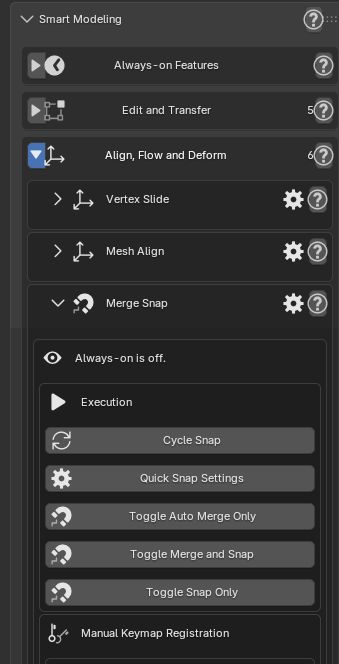 Smart Modeling ?
Always-on Features ?
Edit and Transfer 5 ?
Align, Flow and Deform 6 ?
Vertex Slide ?
Mesh Align ?
Merge Snap ?
Always-on is off.
Execution
Cycle Snap
Quick Snap Settings
Toggle Auto Merge Only
Toggle Merge and Snap
Toggle Snap Only
Manual Keymap Registration